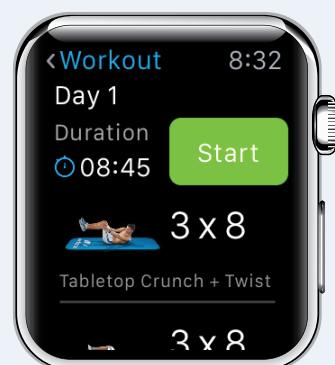 ‹Workout 8:32
Day 1
Duration
08:45
Start
3 x 8
Tabletop Crunch + Twist
3 x 8